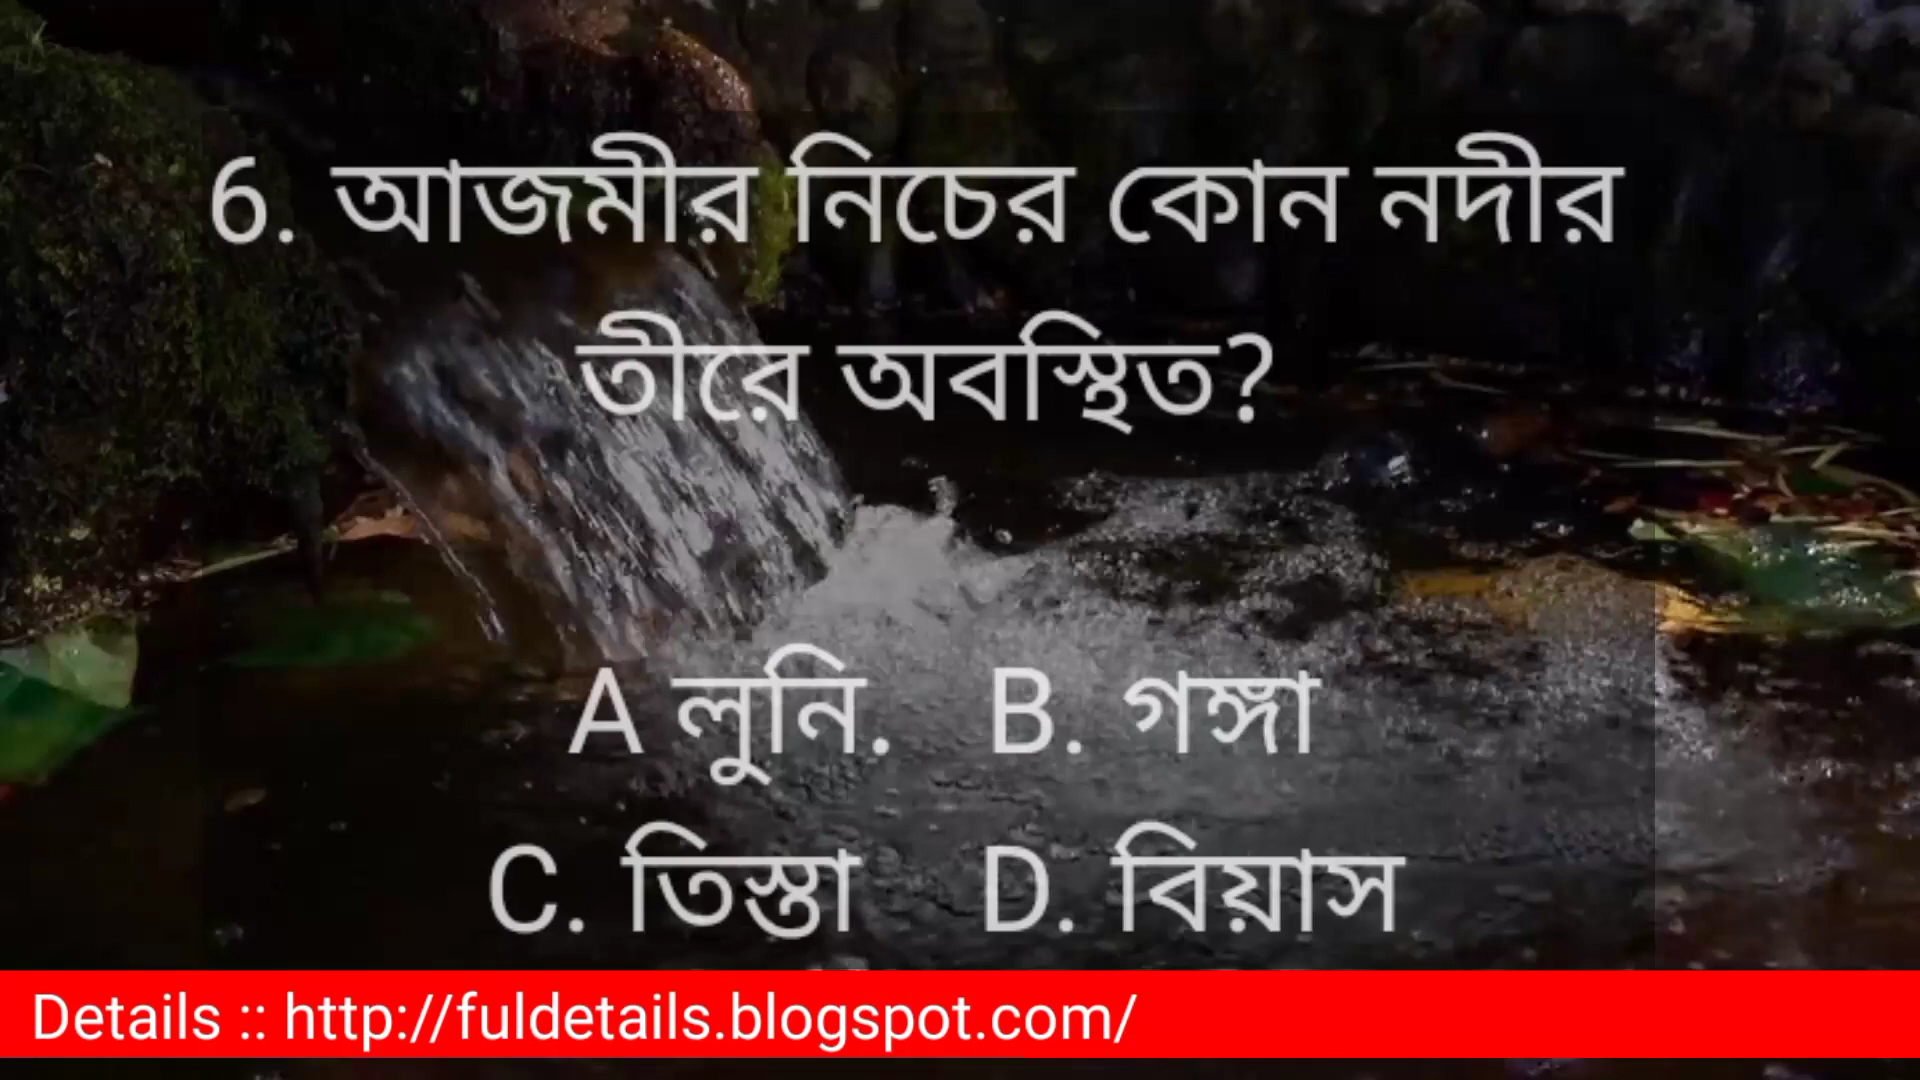 6. আজমীর নিচের কোন নদীর
তীরে অবস্থিত?
A লুনি. B. গঙ্গা
C. তিস্তা D. বিয়াস
Details :: http://fuldetails.blogspot.com/